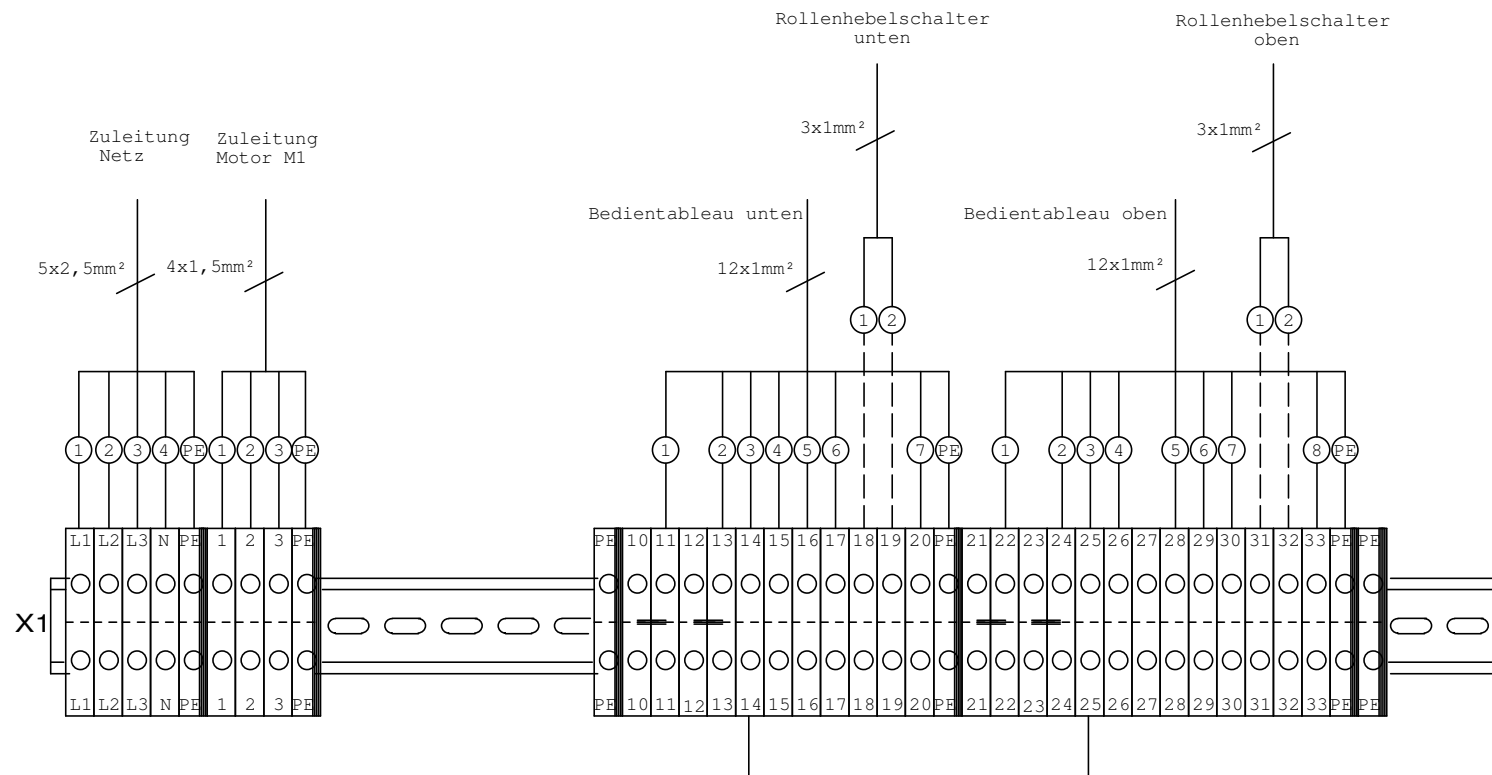 Rollenhebelschalter
unten
Rollenhebelschalter
oben
3x1mm²
3x1mm²
Zuleitung
Netz
Zuleitung
Motor M1
Bedientableau unten
Bedientableau oben
5x2,5mm²
4x1,5mm²
12x1mm²
12x1mm²
1 2
1 2
1 2 3 4 PE
1 2 3 PE
1 2 3 4 5 6 7 PE
1 2 3 4 5 6 7 8 PE
L1 L2 L3 N PE 1 2 3 PE
PE 10 11 12 13 14 15 16 17 18 19 20 PE 21 22 23 24 25 26 27 28 29 30 31 32 33 PE PE
X1
L1 L2 L3 N PE 1 2 3 PE
PE 10 11 12 13 14 15 16 17 18 19 20 PE 21 22 23 24 25 26 27 28 29 30 31 32 33 PE PE